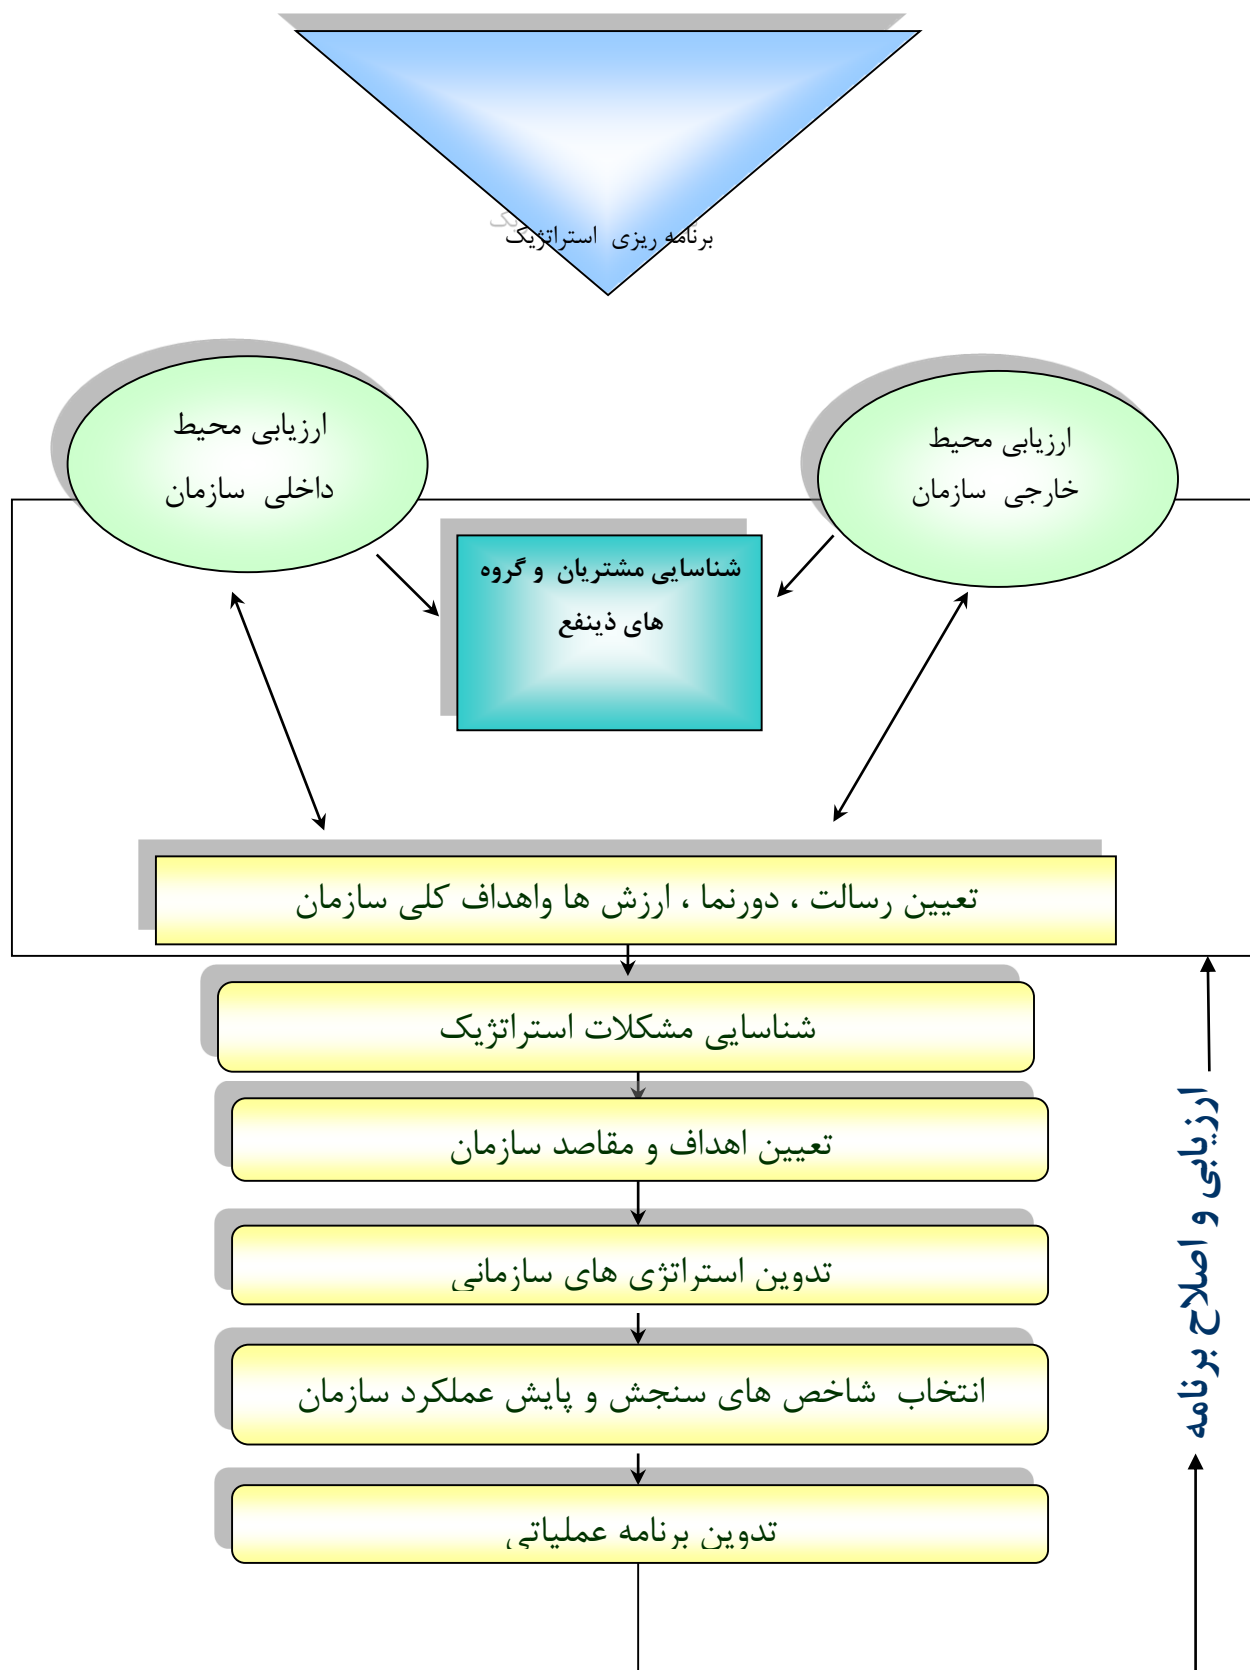 برنامه ریزی استراتژیک
ارزیابی محیط
خارجی سازمان
ارزیابی محیط
داخلی سازمان
شناسایی مشتریان و گروه
های ذینفع
تعیین رسالت ، دورنما ، ارزش ها واهداف کلی سازمان
شناسایی مشکلات استراتژیک
تعیین اهداف و مقاصد سازمان
تدوین استراتژی های سازمانی
انتخاب شاخص های سنجش و پایش عملکرد سازمان
تدوین برنامه عملیاتی
ارزیابی و اصلاح برنامه